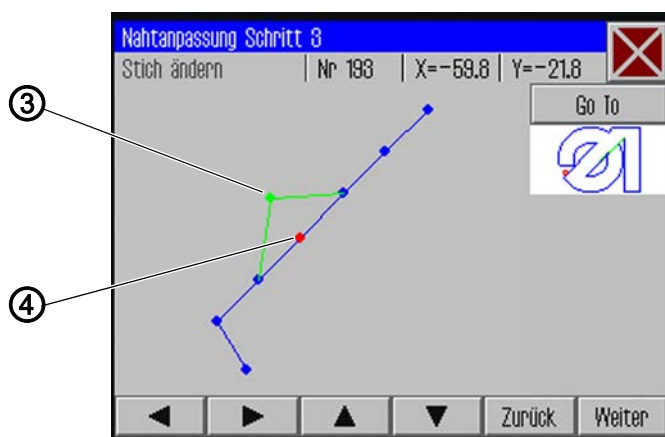 Nahtanpassung Schritt 3
Stich ändern Nr 193 X=-59.8 Y=-21.8
Go To
③
④
Zurück Weiter